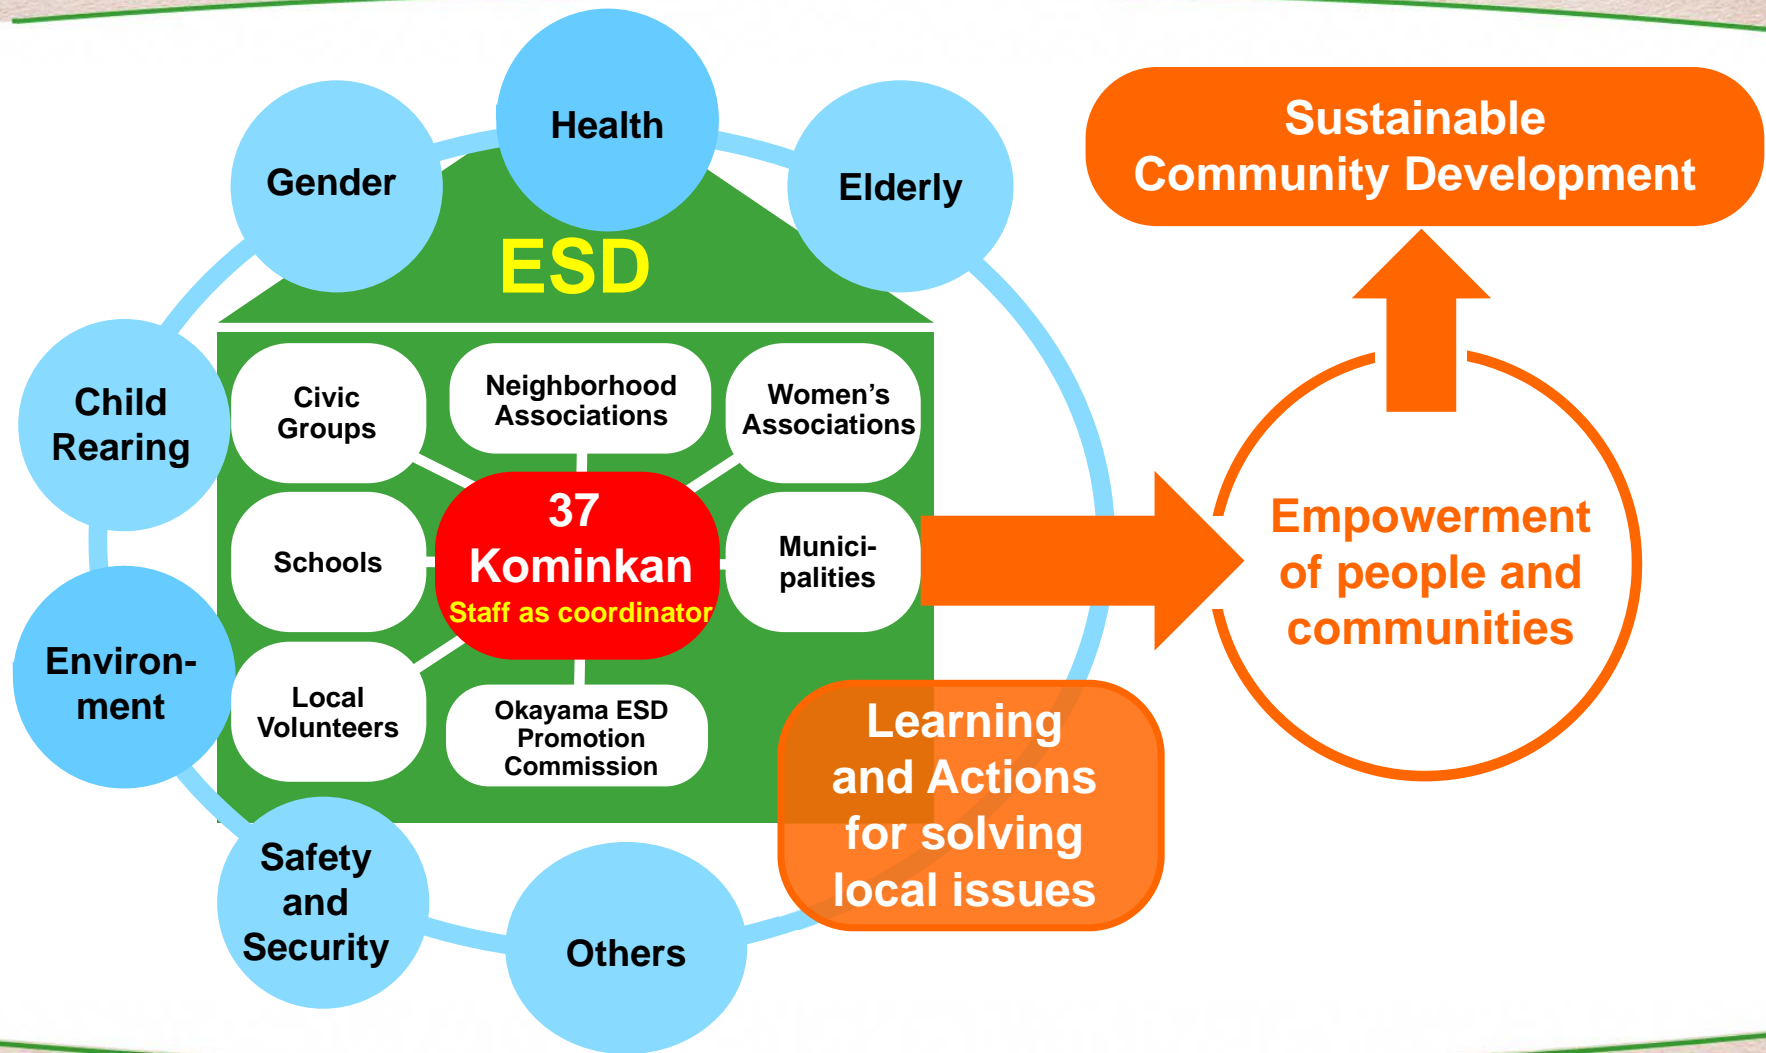 Health
Gender
Elderly
ESD
Child
Rearing
Civic
Groups
Neighborhood
Associations
Women’s
Associations
Schools
37
Kominkan
Staff as coordinator
Munici-
palities
Environ-
ment
Local
Volunteers
Okayama ESD
Promotion
Commission
Safety
and
Security
Others
Learning
and Actions
for solving
local issues
Sustainable
Community Development
Empowerment
of people and
communities